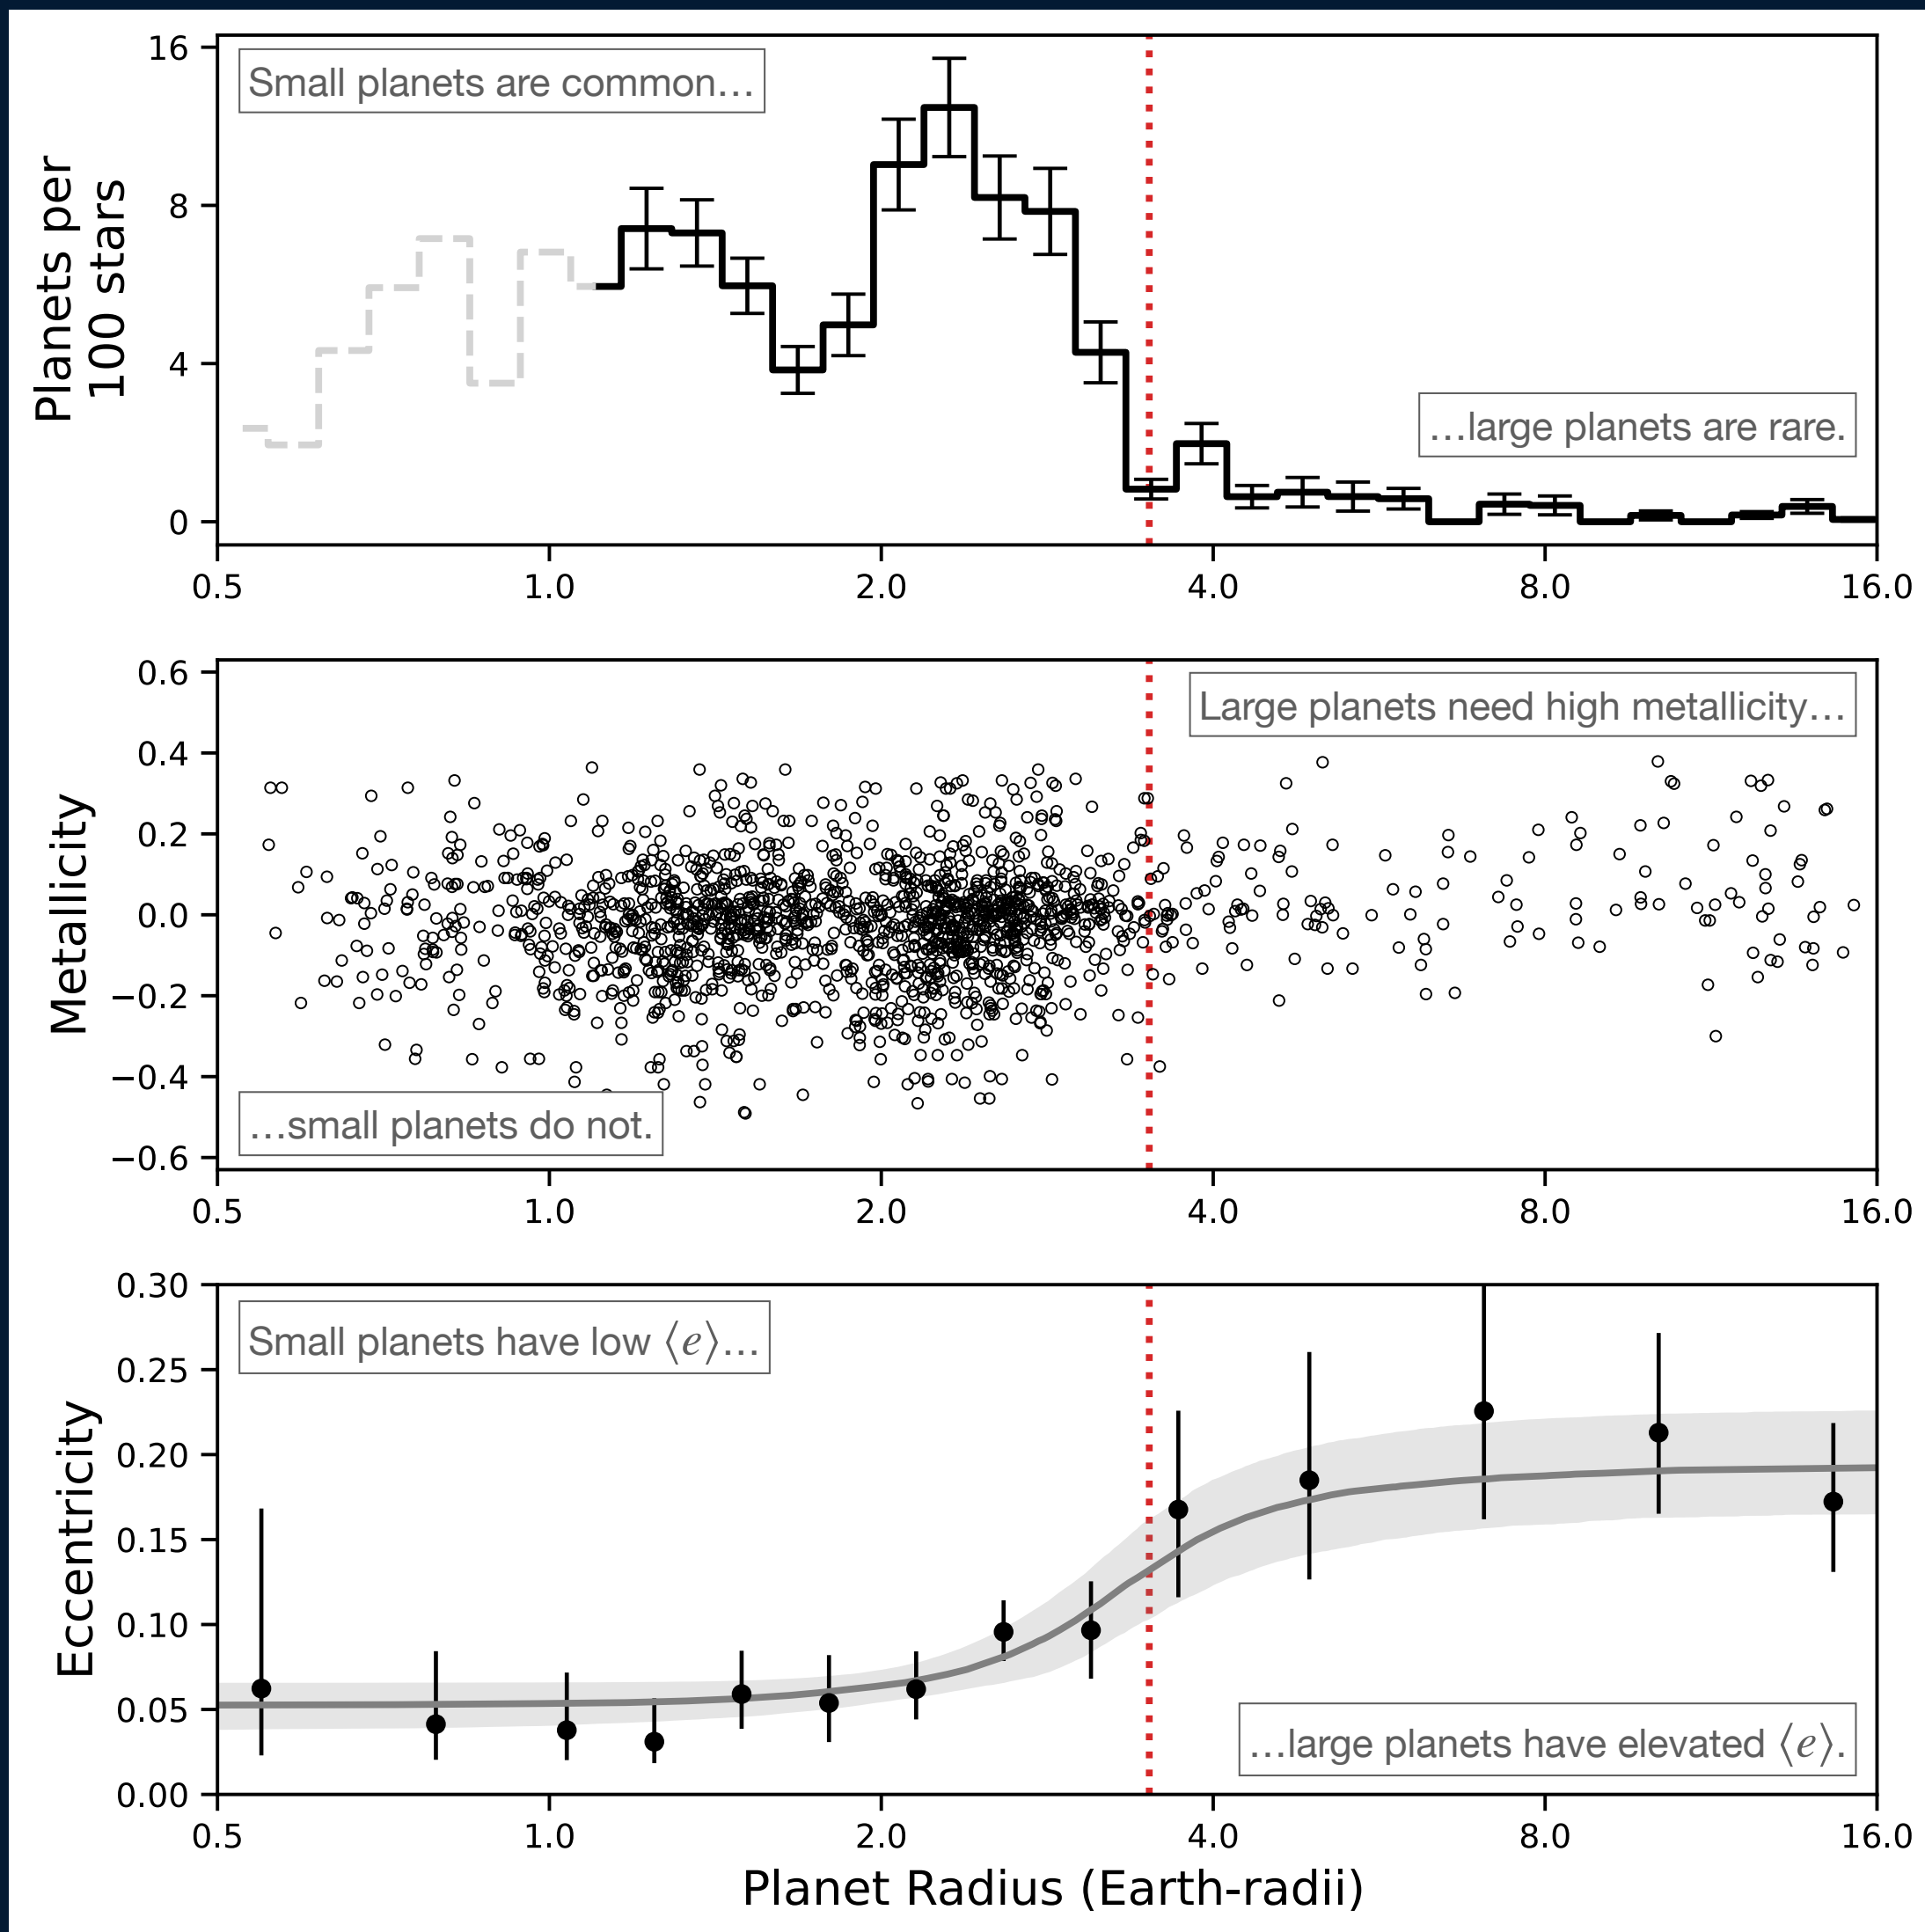 Small planets are common…
…large planets are rare.
Planets per
100 stars
16
8
4
0
0.5 1.0 2.0 4.0 8.0 16.0
Large planets need high metallicity…
…small planets do not.
Metallicity
0.6
0.4
0.2
0.0
−0.2
−0.4
−0.6
0.5 1.0 2.0 4.0 8.0 16.0
Small planets have low ⟨e⟩…
…large planets have elevated ⟨e⟩.
Eccentricity
0.30
0.25
0.20
0.15
0.10
0.05
0.00
0.5 1.0 2.0 4.0 8.0 16.0
Planet Radius (Earth-radii)